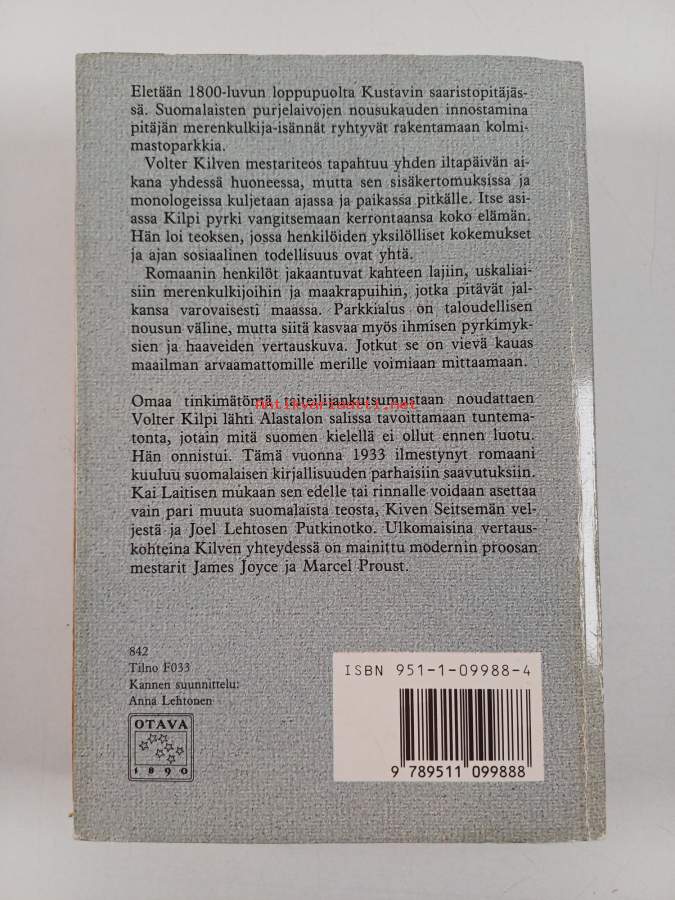 Eletään 1800-luvun loppupuolta Kustavin saaristopitäjäs-
sä. Suomalaisten purjelaivojen nousukauden innostamina
pitäjän merenkulkija-isännät ryhtyvät rakentamaan kolmi-
mastoparkkia.
Volter Kilven mestariteos tapahtuu yhden iltapäivän ai-
kana yhdessä huoneessa, mutta sen sisäkertomuksissa ja
monologeissa kuljetaan ajassa ja paikassa pitkälle. Itse asi-
assa Kilpi pyrki vangitsemaan kerrontaansa koko elämän.
Hän loi teoksen, jossa henkilöiden yksilölliset kokemukset
ja ajan sosiaalinen todellisuus ovat yhtä.
Romaanin henkilöt jakaantuvat kahteen lajiin, uskaliai-
siin merenkulkijoihin ja maakrapuihin, jotka pitävät jal-
kansa varovaisesti maassa. Parkkialus on taloudellisen
nousun väline, mutta siitä kasvaa myös ihmisen pyrkimyk-
sien ja haaveiden vertauskuva. Jotkut se on vievä kauas
maailman arvaamattomille merille voimiaan mittaamaan.
Omaa tinkimätöntä taiteilijankutsumustaan noudattaen
Volter Kilpi lähti Alastalon salissa tavoittamaan tuntema-
tonta, jotain mitä suomen kielellä ei ollut ennen luotu.
Hän onnistui. Tämä vuonna 1933 ilmestynyt romaani
kuuluu suomalaisen kirjallisuuden parhaisiin saavutuksiin.
Kai Laitisen mukaan sen edelle tai rinnalle voidaan asettaa
vain pari muuta suomalaista teosta, Kiven Seitsemän vel-
jestä ja Joel Lehtosen Putkinotko. Ulkomaisina vertaus-
kohteina Kilven yhteydessä on mainittu modernin proosan
mestarit James Joyce ja Marcel Proust.
842
Tilno F033
Kannen suunnittelu:
Anna Lehtonen
OTAVA
1890
ISBN 951-1-09988-4
9 789511 099888